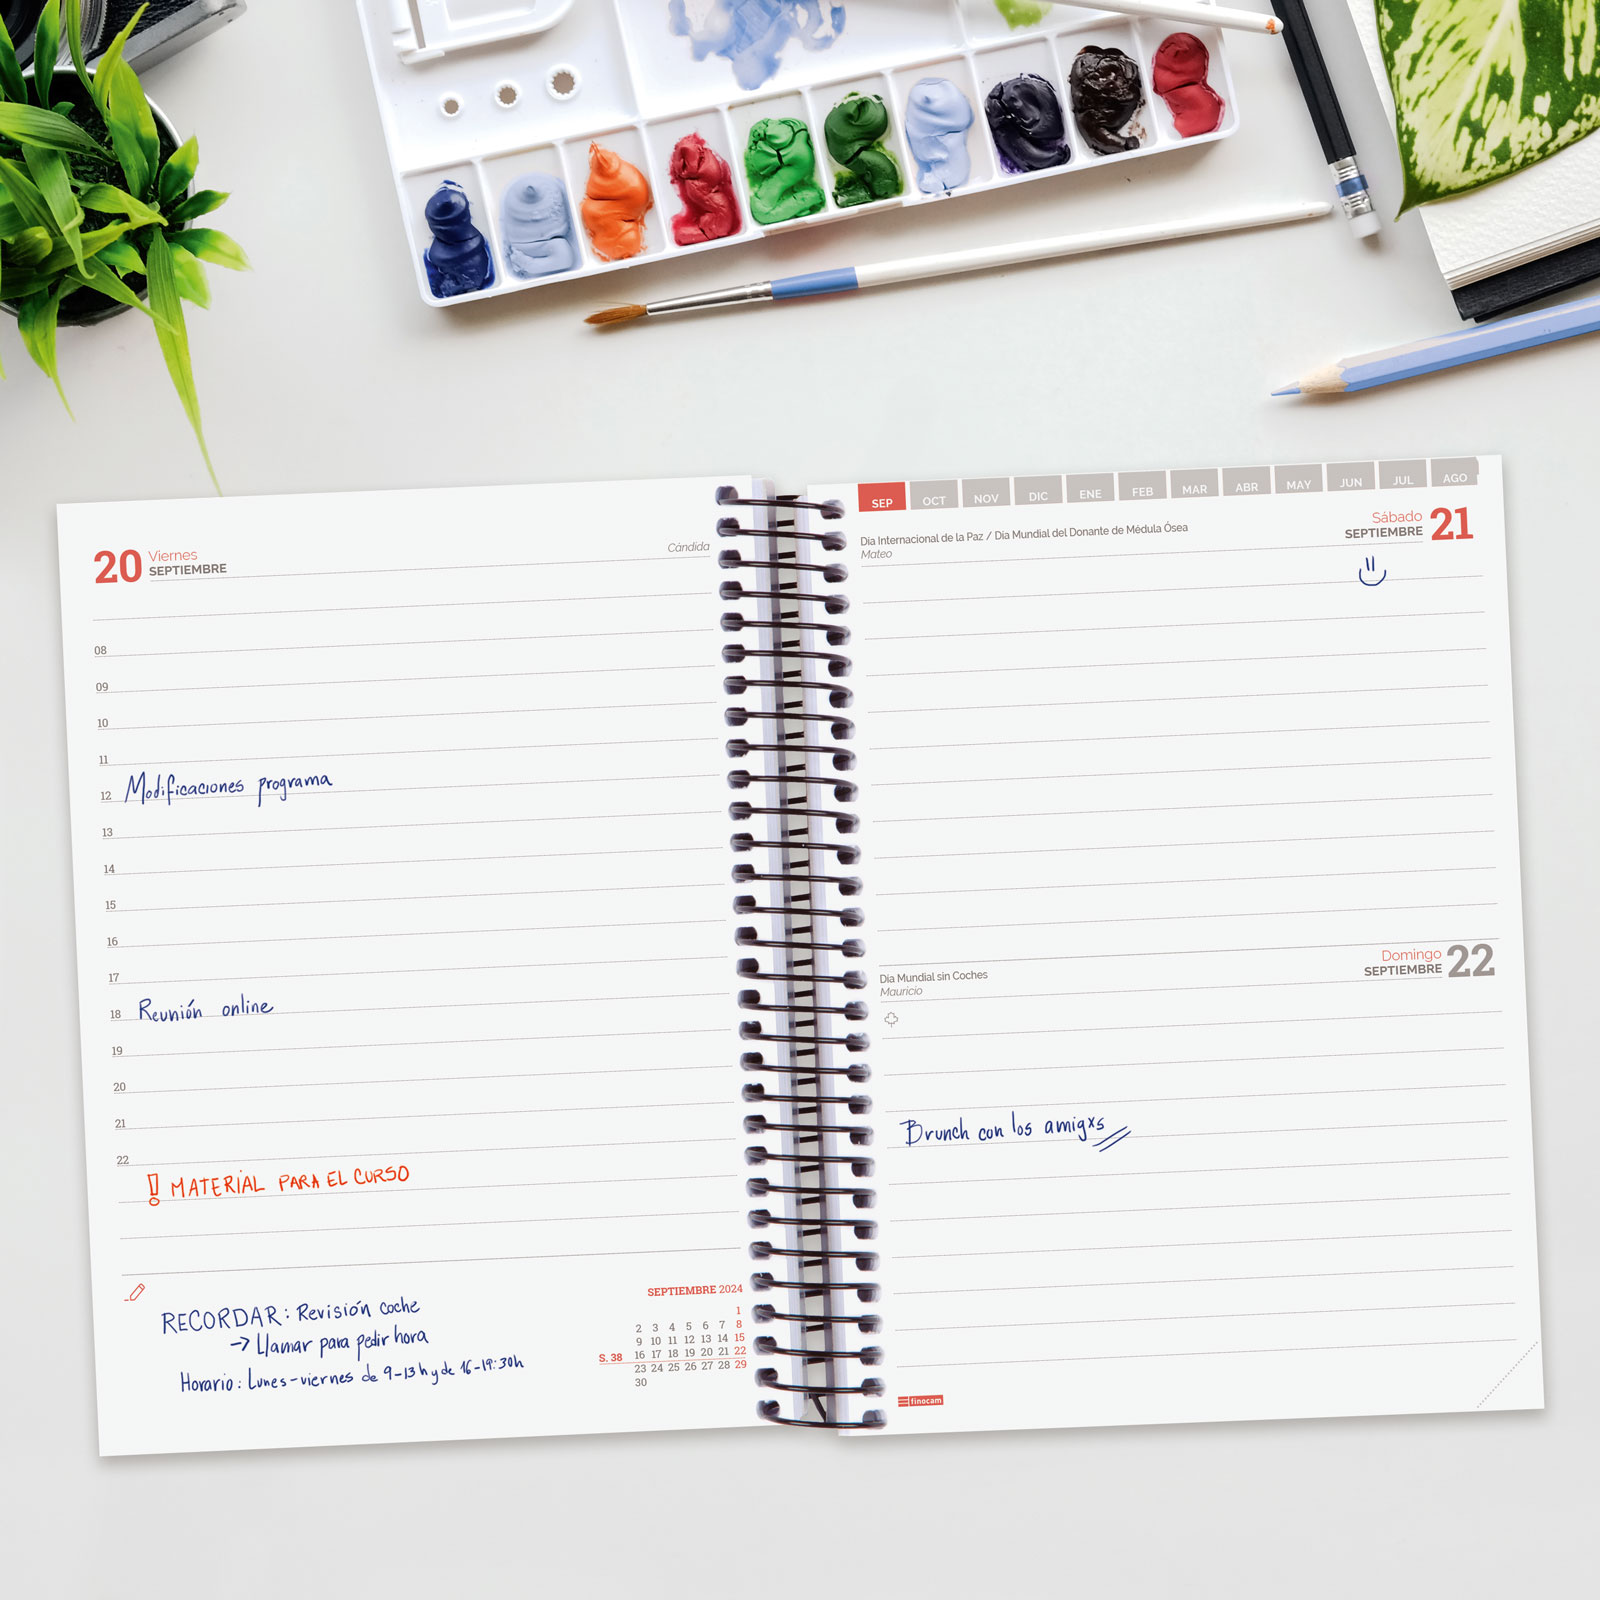 20 Viernes
SEPTIEMBRE
Cándida
08
09
10
11
12 Modificaciones programa
13
14
15
16
17
18 Reunión online
19
20
21
22
! MATERIAL PARA EL CURSO
RECORDAR: Revisión coche
→ Llamar para pedir hora
Horario: Lunes-viernes de 9-13h y de 16-19:30h
SEPTIEMBRE 2024
1
2 3 4 5 6 7 8
9 10 11 12 13 14 15
S. 38 16 17 18 19 20 21 22
23 24 25 26 27 28 29
30
SEP OCT NOV DIC ENE FEB MAR ABR MAY JUN JUL AGO
Día Internacional de la Paz / Día Mundial del Donante de Médula Ósea
Mateo
Sábado
SEPTIEMBRE 21
Día Mundial sin Coches
Mauricio
Domingo
SEPTIEMBRE 22
Brunch con los amigxs
finocam